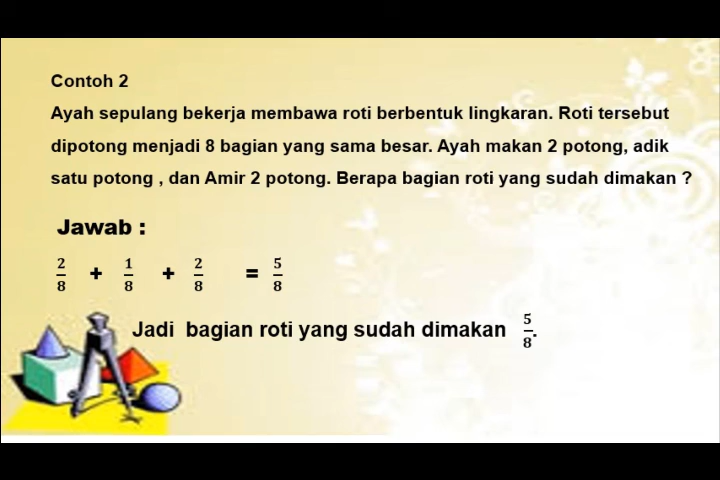 Contoh 2
Ayah sepulang bekerja membawa roti berbentuk lingkaran. Roti tersebut
dipotong menjadi 8 bagian yang sama besar. Ayah makan 2 potong, adik
satu potong , dan Amir 2 potong. Berapa bagian roti yang sudah dimakan ?
Jawab :
2/8 + 1/8 + 2/8 = 5/8
Jadi bagian roti yang sudah dimakan 5/8.